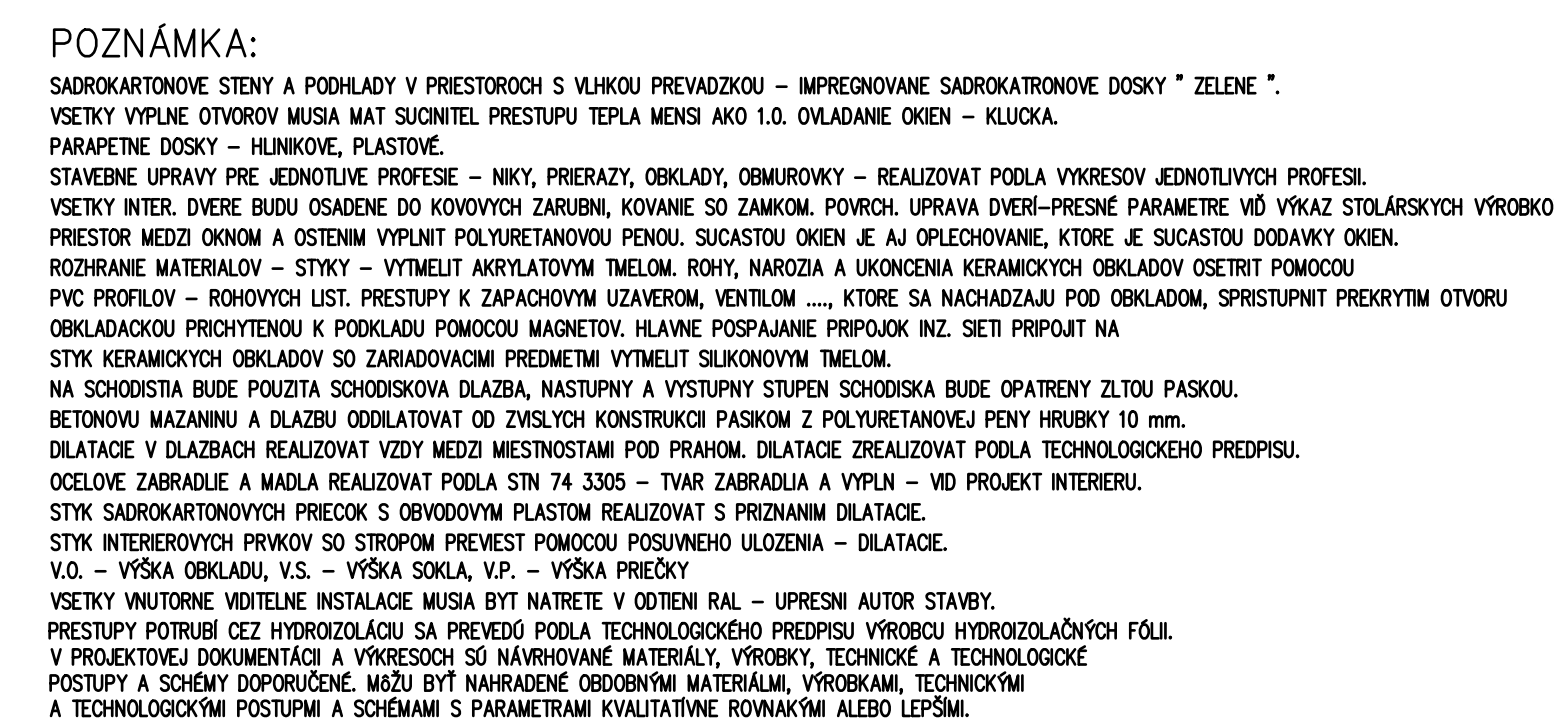 POZNÁMKA:
SADROKARTONOVE STENY A PODHLADY V PRIESTOROCH S VLHKOU PREVADZKOU – IMPREGNOVANE SADROKATRONOVE DOSKY " ZELENE ".
VSETKY VYPLNE OTVOROV MUSIA MAT SUCINITEL PRESTUPU TEPLA MENSI AKO 1.0. OVLADANIE OKIEN – KLUCKA.
PARAPETNE DOSKY – HLINIKOVE, PLASTOVÉ.
STAVEBNE UPRAVY PRE JEDNOTLIVE PROFESIE – NIKY, PRIERAZY, OBKLADY, OBMUROVKY – REALIZOVAT PODLA VYKRESOV JEDNOTLIVYCH PROFESII.
VSETKY INTER. DVERE BUDU OSADENE DO KOVOVYCH ZARUBNI, KOVANIE SO ZAMKOM. POVRCH. UPRAVA DVERÍ–PRESNÉ PARAMETRE VIĎ VÝKAZ STOLÁRSKYCH VÝROBKO
PRIESTOR MEDZI OKNOM A OSTENIM VYPLNIT POLYURETANOVOU PENOU. SUCASTOU OKIEN JE AJ OPLECHOVANIE, KTORE JE SUCASTOU DODAVKY OKIEN.
ROZHRANIE MATERIALOV – STYKY – VYTMELIT AKRYLATOVYM TMELOM. ROHY, NAROZIA A UKONCENIA KERAMICKYCH OBKLADOV OSETRIT POMOCOU
PVC PROFILOV – ROHOVYCH LIST. PRESTUPY K ZAPACHOVYM UZAVEROM, VENTILOM ...., KTORE SA NACHADZAJU POD OBKLADOM, SPRISTUPNIT PREKRYTIM OTVORU
OBKLADACKOU PRICHYTENOU K PODKLADU POMOCOU MAGNETOV. HLAVNE POSPAJANIE PRIPOJOK INZ. SIETI PRIPOJIT NA
STYK KERAMICKYCH OBKLADOV SO ZARIADOVACIMI PREDMETMI VYTMELIT SILIKONOVYM TMELOM.
NA SCHODISTIA BUDE POUZITA SCHODISKOVA DLAZBA, NASTUPNY A VYSTUPNY STUPEN SCHODISKA BUDE OPATRENY ZLTOU PASKOU.
BETONOVU MAZANINU A DLAZBU ODDILATOVAT OD ZVISLYCH KONSTRUKCII PASIKOM Z POLYURETANOVEJ PENY HRUBKY 10 mm.
DILATACIE V DLAZBACH REALIZOVAT VZDY MEDZI MIESTNOSTAMI POD PRAHOM. DILATACIE ZREALIZOVAT PODLA TECHNOLOGICKEHO PREDPISU.
OCELOVE ZABRADLIE A MADLA REALIZOVAT PODLA STN 74 3305 – TVAR ZABRADLIA A VYPLN – VID PROJEKT INTERIERU.
STYK SADROKARTONOVYCH PRIECOK S OBVODOVYM PLASTOM REALIZOVAT S PRIZNANIM DILATACIE.
STYK INTERIEROVYCH PRVKOV SO STROPOM PREVIEST POMOCOU POSUVNEHO ULOZENIA – DILATACIE.
V.O. – VÝŠKA OBKLADU, V.S. – VÝŠKA SOKLA, V.P. – VÝŠKA PRIEČKY
VSETKY VNUTORNE VIDITELNE INSTALACIE MUSIA BYT NATRETE V ODTIENI RAL – UPRESNI AUTOR STAVBY.
PRESTUPY POTRUBÍ CEZ HYDROIZOLÁCIU SA PREVEDÚ PODLA TECHNOLOGICKÉHO PREDPISU VÝROBCU HYDROIZOLAČNÝCH FÓLII.
V PROJEKTOVEJ DOKUMENTÁCII A VÝKRESOCH SÚ NÁVRHOVANÉ MATERIÁLY, VÝROBKY, TECHNICKÉ A TECHNOLOGICKÉ
POSTUPY A SCHÉMY DOPORUČENÉ. MôŽU BYŤ NAHRADENÉ OBDOBNÝMI MATERIÁLMI, VÝROBKAMI, TECHNICKÝMI
A TECHNOLOGICKÝMI POSTUPMI A SCHÉMAMI S PARAMETRAMI KVALITATÍVNE ROVNAKÝMI ALEBO LEPŠÍMI.